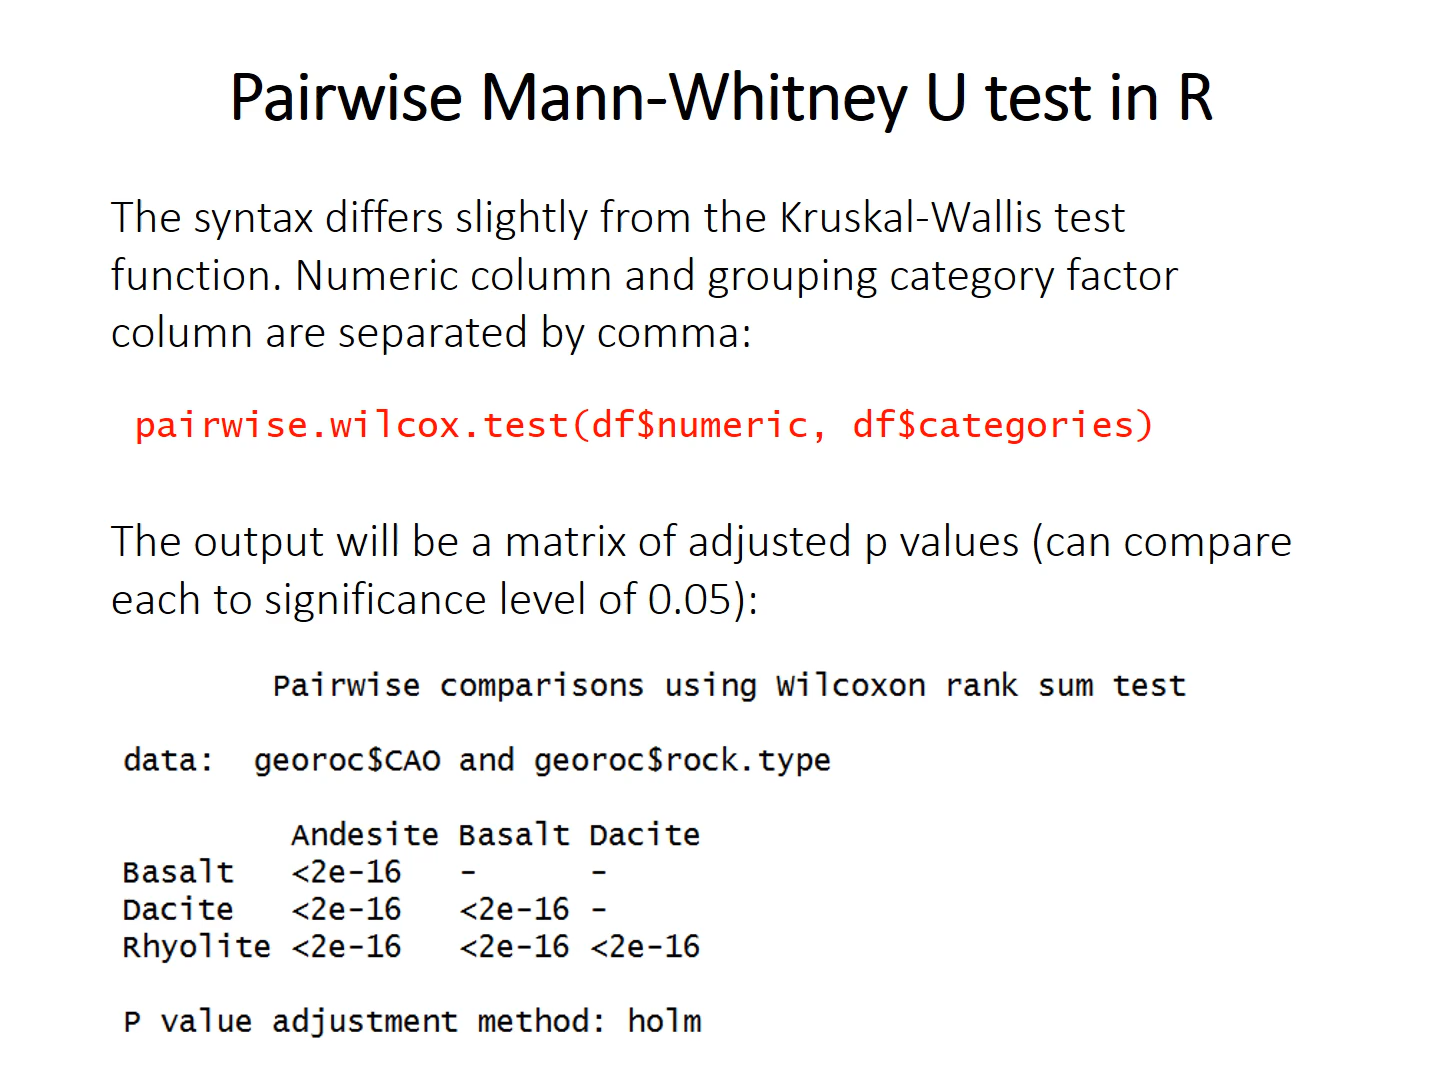 Pairwise Mann-Whitney U test in R
The syntax differs slightly from the Kruskal-Wallis test
function. Numeric column and grouping category factor
column are separated by comma:
pairwise.wilcox.test(df$numeric, df$categories)
The output will be a matrix of adjusted p values (can compare
each to significance level of 0.05):
Pairwise comparisons using Wilcoxon rank sum test
data:  georoc$CAO and georoc$rock.type
         Andesite Basalt Dacite
Basalt   <2e-16   -      -
Dacite   <2e-16   <2e-16 -
Rhyolite <2e-16   <2e-16 <2e-16
P value adjustment method: holm